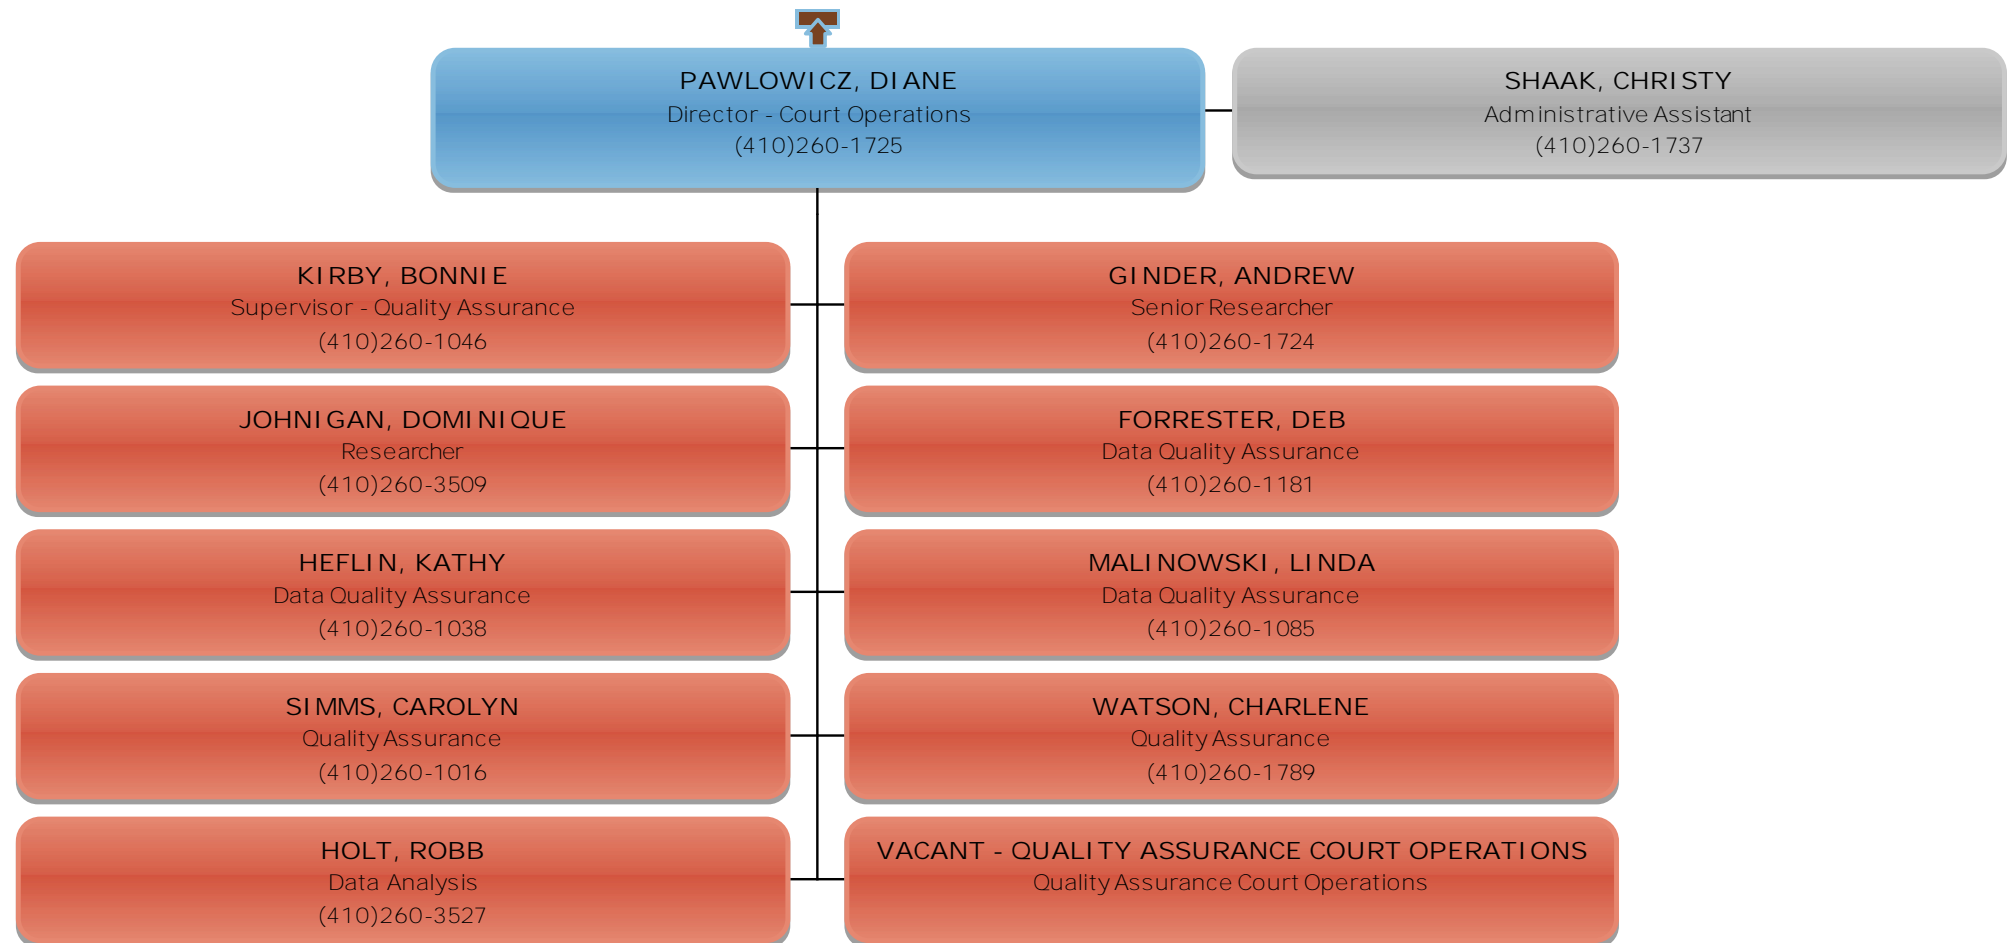 PAWLOWICZ, DIANE
Director - Court Operations
(410)260-1725
SHAAK, CHRISTY
Administrative Assistant
(410)260-1737
KIRBY, BONNIE
Supervisor - Quality Assurance
(410)260-1046
GINDER, ANDREW
Senior Researcher
(410)260-1724
JOHNIGAN, DOMINIQUE
Researcher
(410)260-3509
FORRESTER, DEB
Data Quality Assurance
(410)260-1181
HEFLIN, KATHY
Data Quality Assurance
(410)260-1038
MALINOWSKI, LINDA
Data Quality Assurance
(410)260-1085
SIMMS, CAROLYN
Quality Assurance
(410)260-1016
WATSON, CHARLENE
Quality Assurance
(410)260-1789
HOLT, ROBB
Data Analysis
(410)260-3527
VACANT - QUALITY ASSURANCE COURT OPERATIONS
Quality Assurance Court Operations